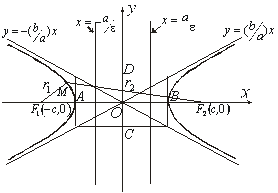 y=-(b/a)x
x=-a/ε
y
x=a/ε
y=(b/a)x
D
r₁
M
r₂
A
B
x
F₁(-c,0)
O
F₂(c,0)
C